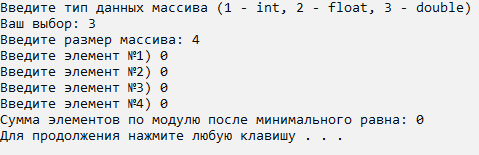 Введите тип данных массива (1 - int, 2 - float, 3 - double)
Ваш выбор: 3
Введите размер массива: 4
Введите элемент №1) 0
Введите элемент №2) 0
Введите элемент №3) 0
Введите элемент №4) 0
Сумма элементов по модулю после минимального равна: 0
Для продолжения нажмите любую клавишу . . .